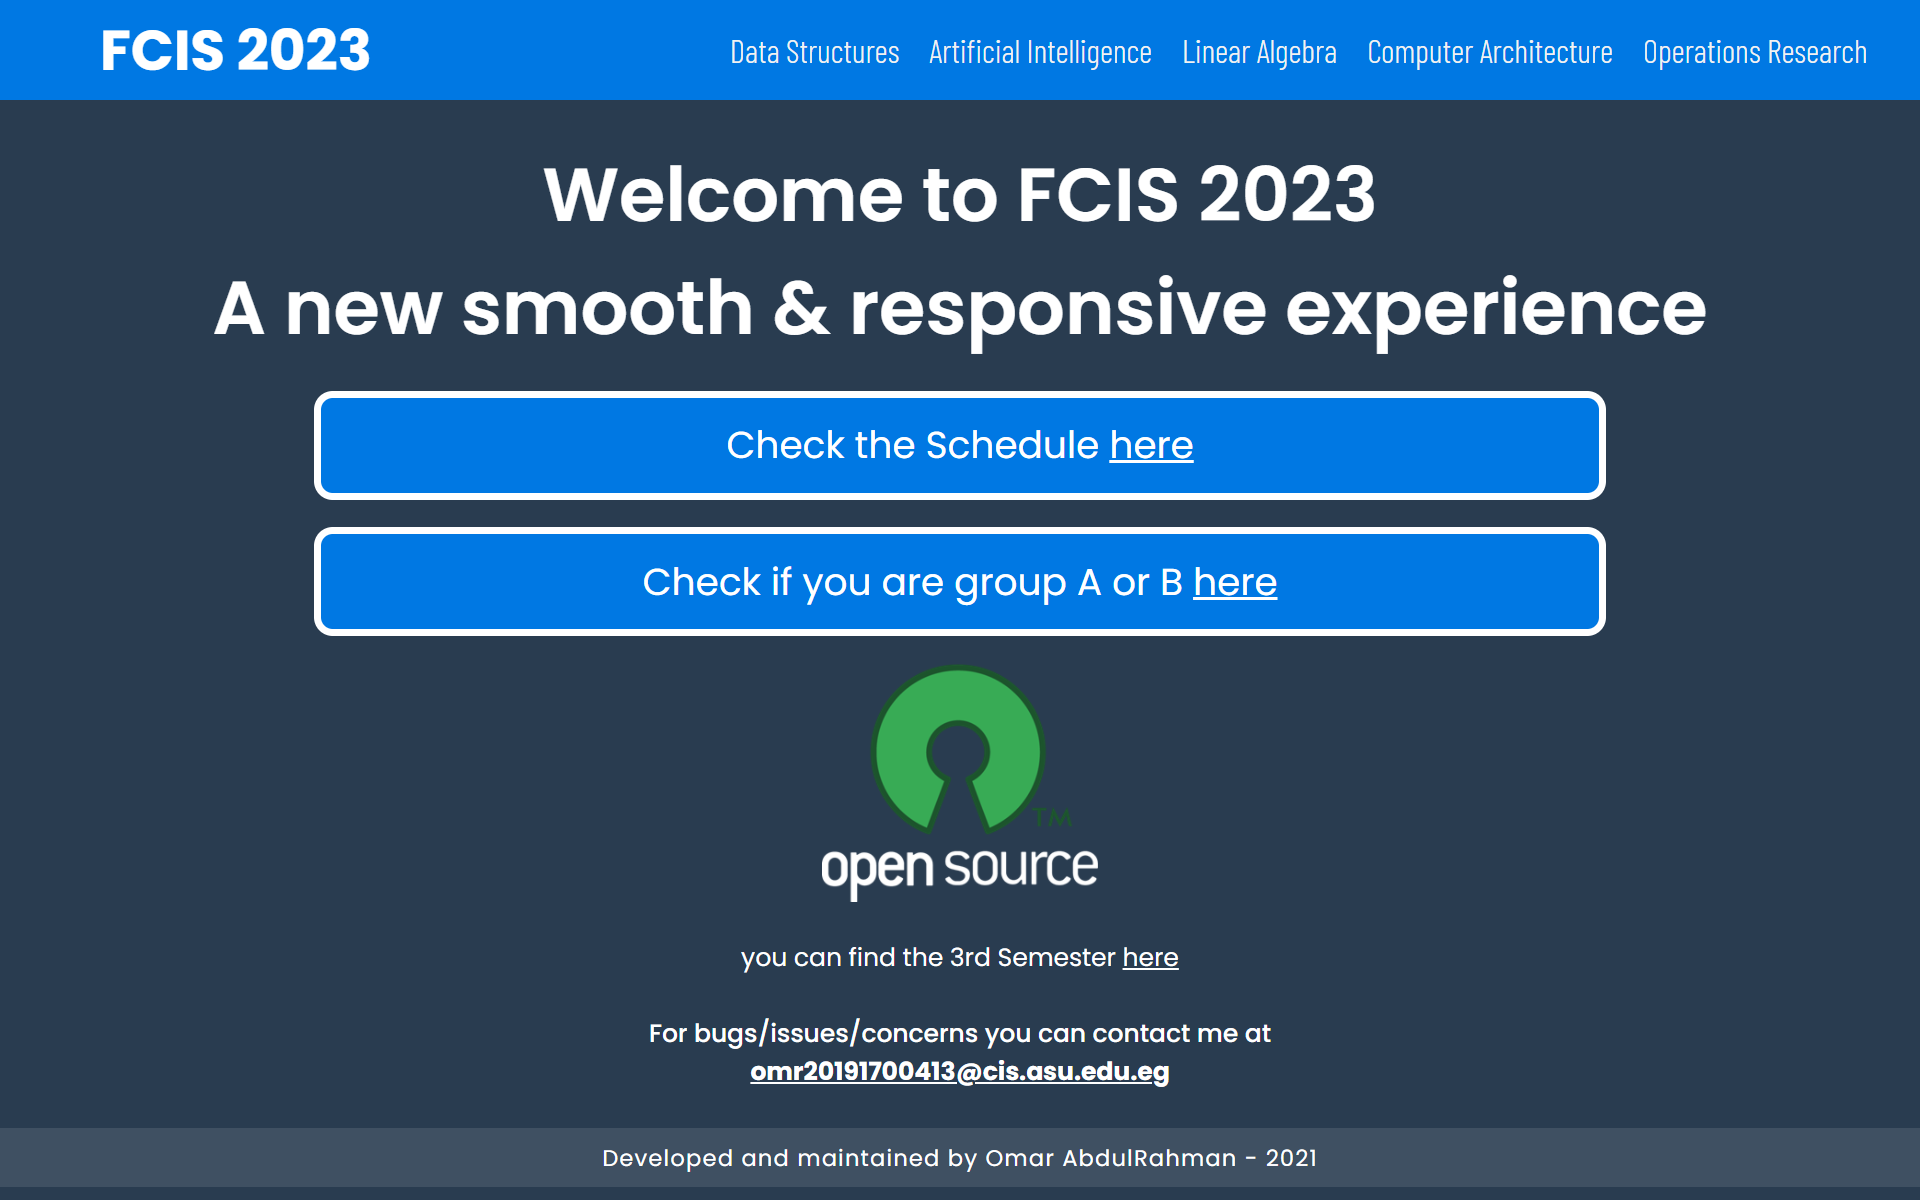 FCIS 2023
Data Structures Artificial Intelligence Linear Algebra Computer Architecture Operations Research
Welcome to FCIS 2023
A new smooth & responsive experience
Check the Schedule here
Check if you are group A or B here
TM
open source
you can find the 3rd Semester here
For bugs/issues/concerns you can contact me at
omr20191700413@cis.asu.edu.eg
Developed and maintained by Omar AbdulRahman - 2021